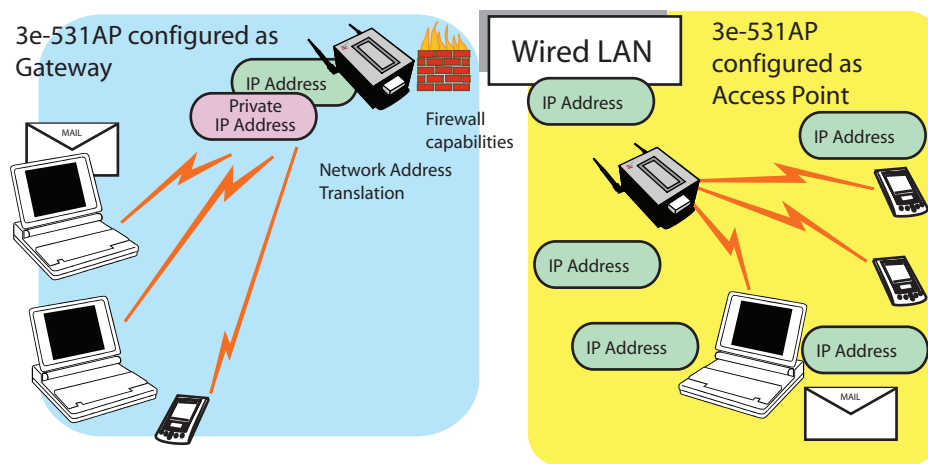 3e-531AP configured as
Gateway
IP Address
Private
IP Address
Firewall
capabilities
Network Address
Translation
MAIL
Wired LAN
3e-531AP
configured as
Access Point
IP Address
IP Address
IP Address
IP Address
IP Address
MAIL